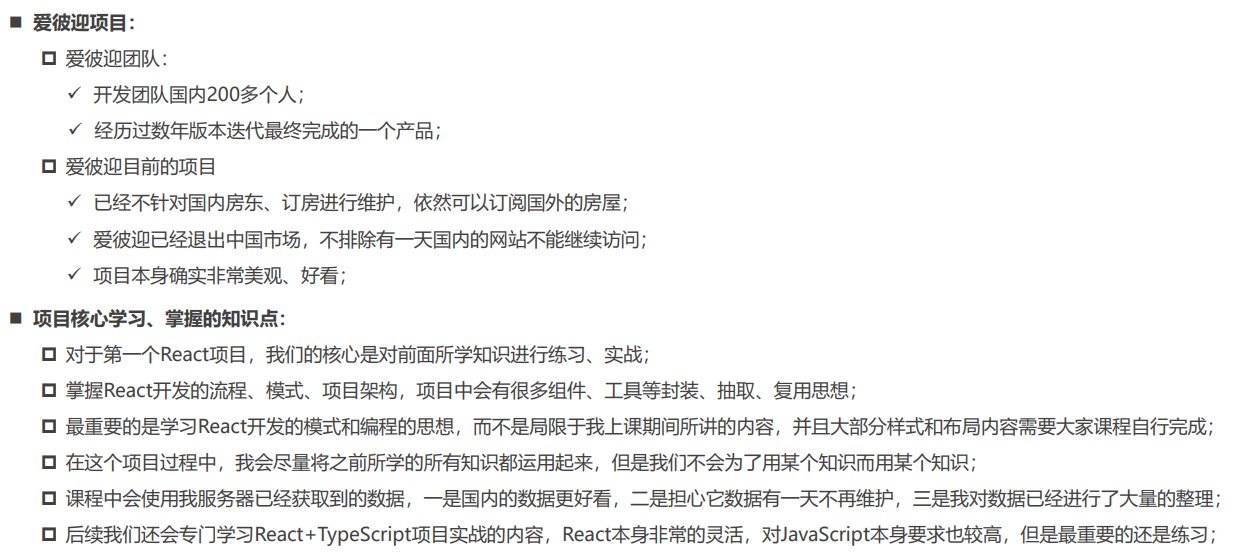 爱彼迎项目：
爱彼迎团队：
开发团队国内200多个人；
经历过数年版本迭代最终完成的一个产品；
爱彼迎目前的项目
已经不针对国内房东、订房进行维护，依然可以订阅国外的房屋；
爱彼迎已经退出中国市场，不排除有一天国内的网站不能继续访问；
项目本身确实非常美观、好看；
项目核心学习、掌握的知识点：
对于第一个React项目，我们的核心是对前面所学知识进行练习、实战；
掌握React开发的流程、模式、项目架构，项目中会有很多组件、工具等封装、抽取、复用思想；
最重要的是学习React开发的模式和编程的思想，而不是局限于我上课期间所讲的内容，并且大部分样式和布局内容需要大家课程自行完成；
在这个项目过程中，我会尽量将之前所学的所有知识都运用起来，但是我们不会为了用某个知识而用某个知识；
课程中会使用我服务器已经获取到的数据，一是国内的数据更好看，二是担心它数据有一天不再维护，三是我对数据已经进行了大量的整理；
后续我们还会专门学习React+TypeScript项目实战的内容，React本身非常的灵活，对JavaScript本身要求也较高，但是最重要的还是练习；